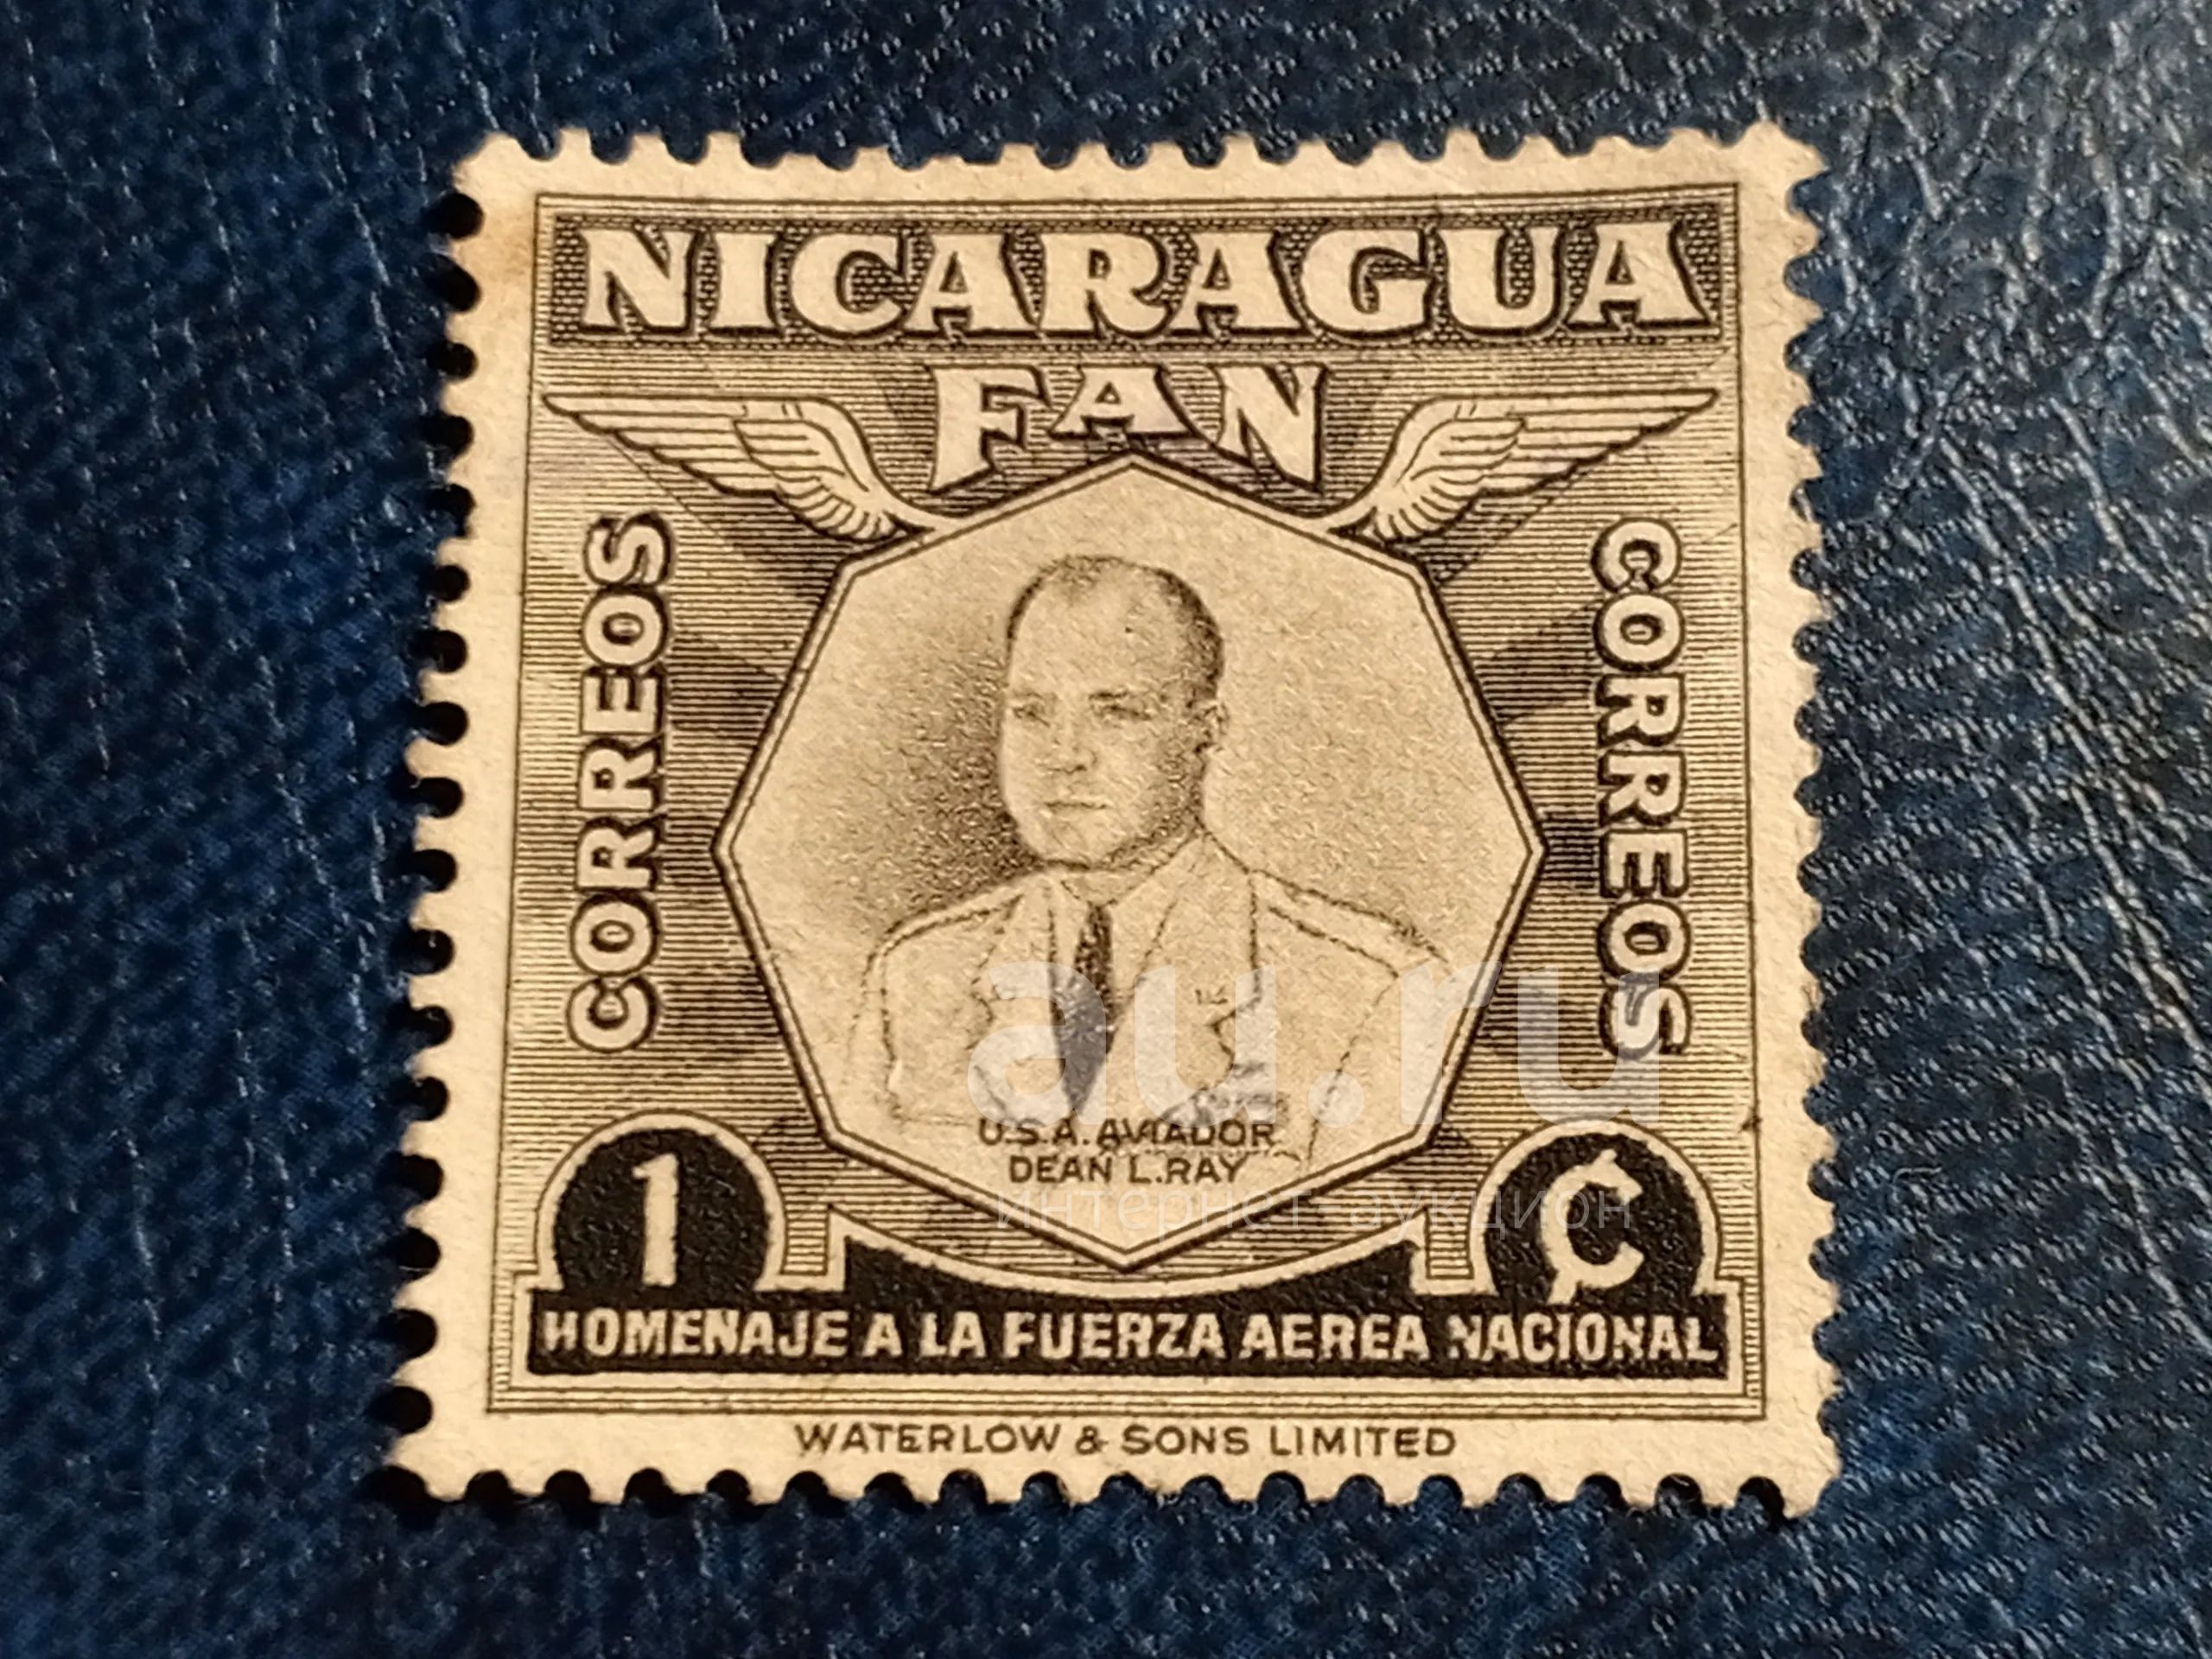 NICARAGUA
FAN
CORREOS
CORREOS
U.S.A. AVIADOR
DEAN L. RAY
1
¢
HOMENAJE A LA FUERZA AEREA NACIONAL
WATERLOW & SONS LIMITED
au.ru
интернет-аукцион